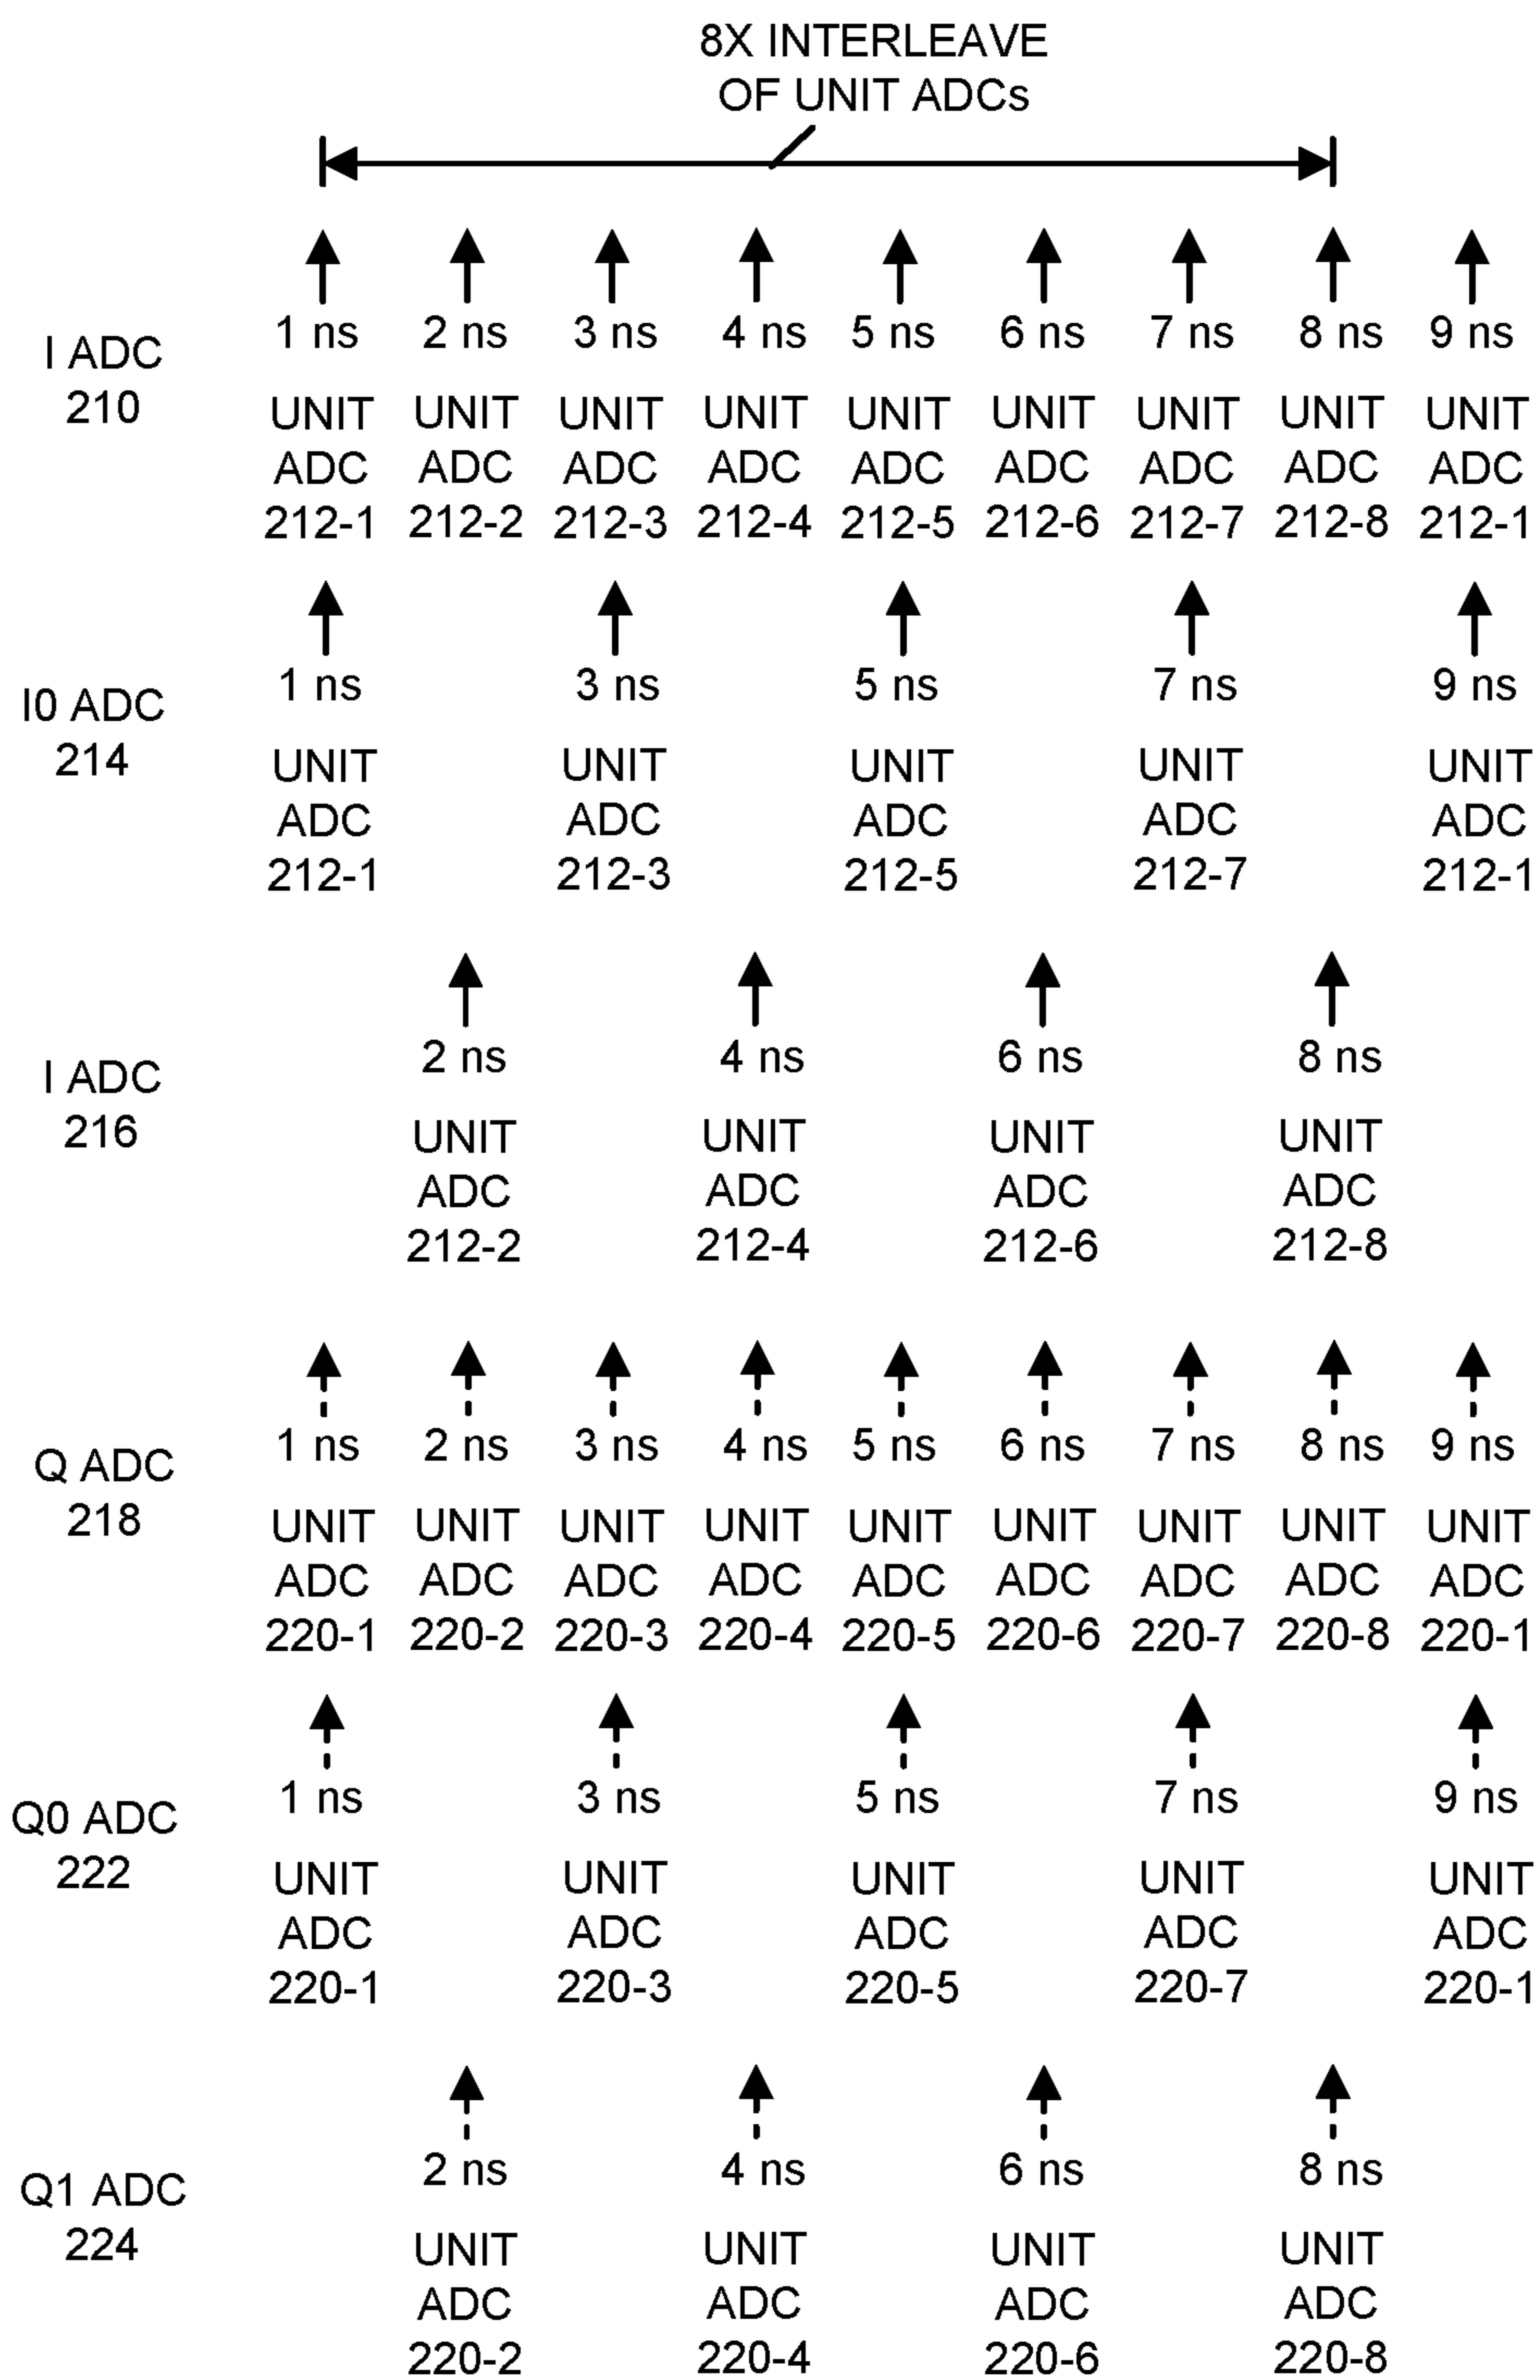 8X INTERLEAVE
OF UNIT ADCs
1 ns 2 ns 3 ns 4 ns 5 ns 6 ns 7 ns 8 ns 9 ns
I ADC
210
UNIT UNIT UNIT UNIT UNIT UNIT UNIT UNIT UNIT
ADC ADC ADC ADC ADC ADC ADC ADC ADC
212-1 212-2 212-3 212-4 212-5 212-6 212-7 212-8 212-1
1 ns 3 ns 5 ns 7 ns 9 ns
I0 ADC
214
UNIT UNIT UNIT UNIT UNIT
ADC ADC ADC ADC ADC
212-1 212-3 212-5 212-7 212-1
2 ns 4 ns 6 ns 8 ns
I ADC
216
UNIT UNIT UNIT UNIT
ADC ADC ADC ADC
212-2 212-4 212-6 212-8
1 ns 2 ns 3 ns 4 ns 5 ns 6 ns 7 ns 8 ns 9 ns
Q ADC
218
UNIT UNIT UNIT UNIT UNIT UNIT UNIT UNIT UNIT
ADC ADC ADC ADC ADC ADC ADC ADC ADC
220-1 220-2 220-3 220-4 220-5 220-6 220-7 220-8 220-1
1 ns 3 ns 5 ns 7 ns 9 ns
Q0 ADC
222
UNIT UNIT UNIT UNIT UNIT
ADC ADC ADC ADC ADC
220-1 220-3 220-5 220-7 220-1
2 ns 4 ns 6 ns 8 ns
Q1 ADC
224
UNIT UNIT UNIT UNIT
ADC ADC ADC ADC
220-2 220-4 220-6 220-8